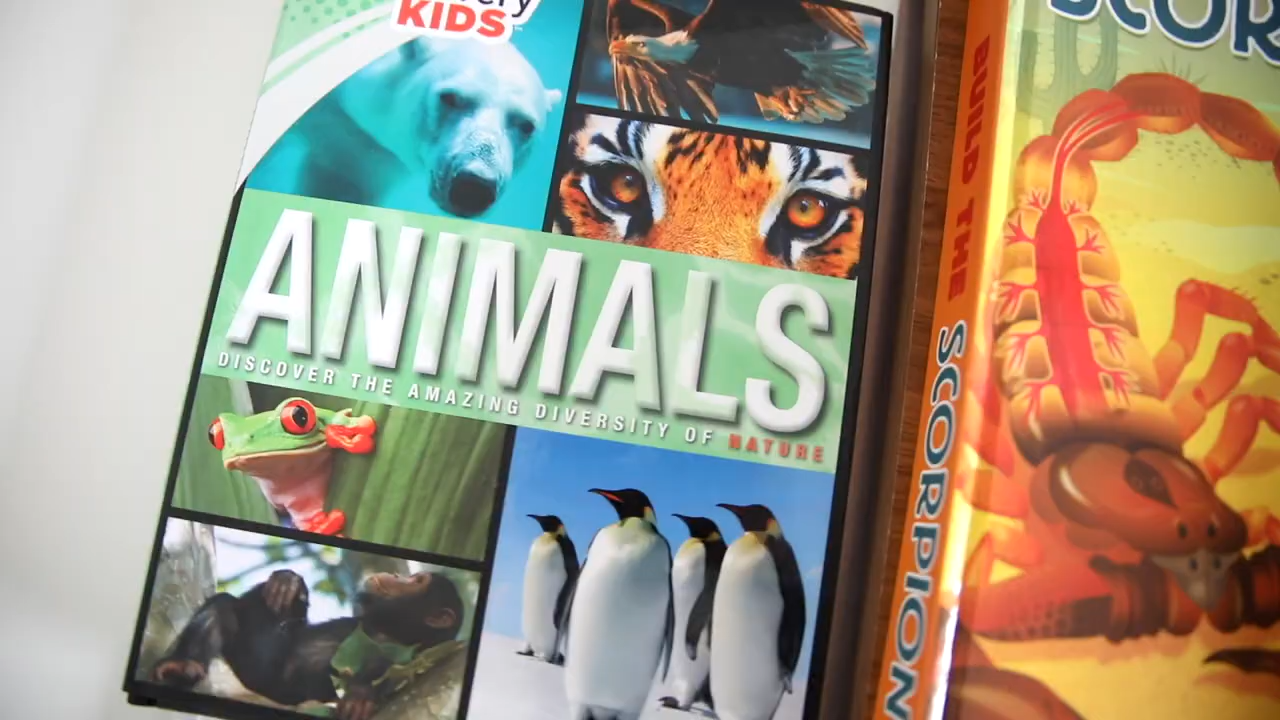 KIDS
ANIMALS
DISCOVER THE AMAZING DIVERSITY OF NATURE
BUILD THE SCORPION